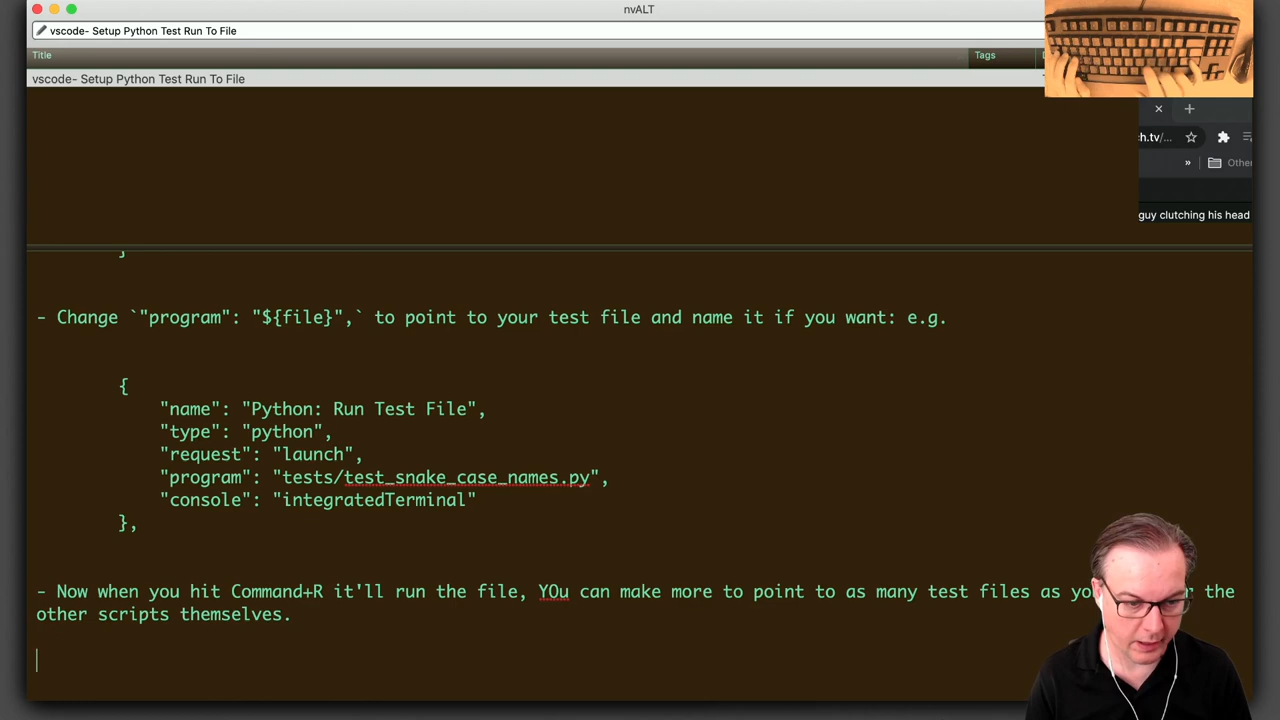 nvALT
vscode- Setup Python Test Run To File
Title
Tags
vscode- Setup Python Test Run To File
ch.tv/...
»
Other
guy clutching his head
}
- Change `"program": "${file}",` to point to your test file and name it if you want: e.g.
{
"name": "Python: Run Test File",
"type": "python",
"request": "launch",
"program": "tests/test_snake_case_names.py",
"console": "integratedTerminal"
},
- Now when you hit Command+R it'll run the file, YOu can make more to point to as many test files as the
other scripts themselves.